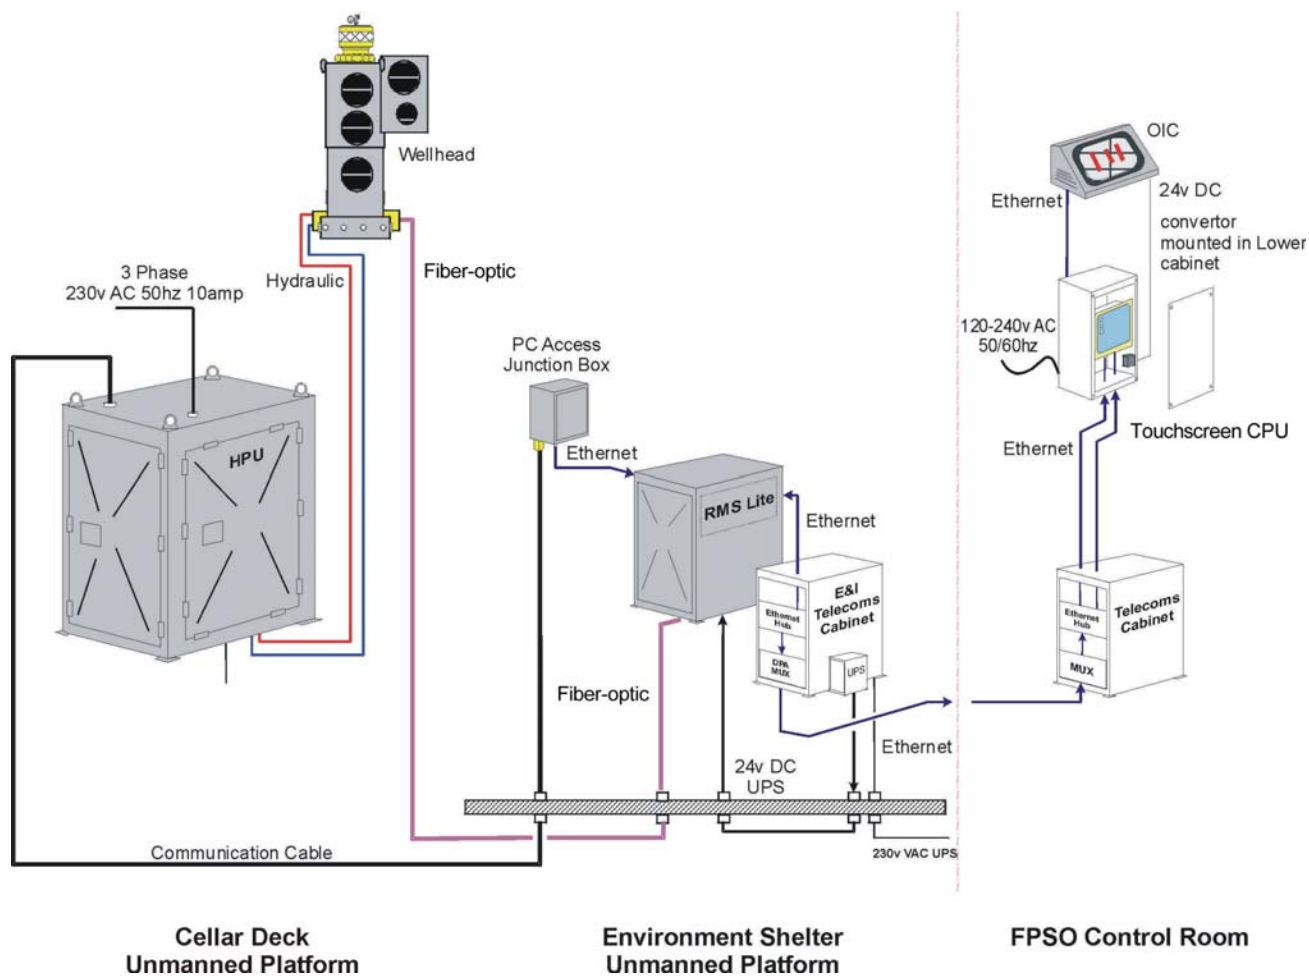 Wellhead
Hydraulic
Fiber-optic
3 Phase
230v AC 50hz 10amp
HPU
PC Access
Junction Box
Ethernet
RMS Lite
Ethernet
E&I
Telecoms
Cabinet
Ethernet
Hub
DPA
MUX
UPS
Fiber-optic
24v DC
UPS
Ethernet
230v VAC UPS
Communication Cable
OIC
Ethernet
24v DC
convertor
mounted in Lower
cabinet
120-240v AC
50/60hz
Touchscreen CPU
Ethernet
Ethernet
Hub
MUX
Telecoms
Cabinet
Cellar Deck
Unmanned Platform
Environment Shelter
Unmanned Platform
FPSO Control Room